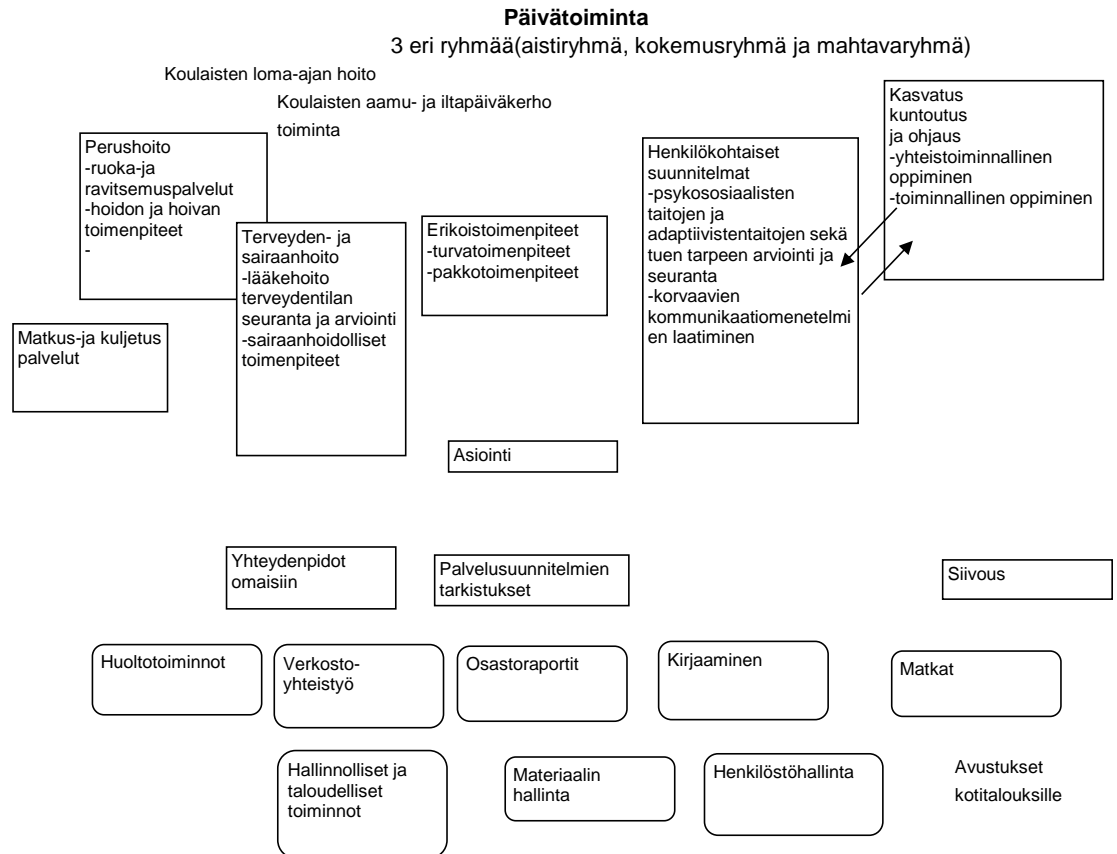 Päivätoiminta
3 eri ryhmää(aistiryhmä, kokemusryhmä ja mahtavaryhmä)
Koulaisten loma-ajan hoito
Koulaisten aamu- ja iltapäiväkerho
toiminta
Perushoito
-ruoka-ja
ravitsemuspalvelut
-hoidon ja hoivan
toimenpiteet
-
Terveyden- ja
sairaanhoito
-lääkehoito
terveydentilan
seuranta ja arviointi
-sairaanhoidolliset
toimenpiteet
Erikoistoimenpiteet
-turvatoimenpiteet
-pakkotoimenpiteet
Henkilökohtaiset
suunnitelmat
-psykososiaalisten
taitojen ja
adaptiivistentaitojen sekä
tuen tarpeen arviointi ja
seuranta
-korvaavien
kommunikaatiomenetelmi
en laatiminen
Kasvatus
kuntoutus
ja ohjaus
-yhteistoiminnallinen
oppiminen
-toiminnallinen oppiminen
Matkus-ja kuljetus
palvelut
Asiointi
Yhteydenpidot
omaisiin
Palvelusuunnitelmien
tarkistukset
Siivous
Huoltotoiminnot
Verkosto-
yhteistyö
Osastoraportit
Kirjaaminen
Matkat
Hallinnolliset ja
taloudelliset
toiminnot
Materiaalin
hallinta
Henkilöstöhallinta
Avustukset
kotitalouksille